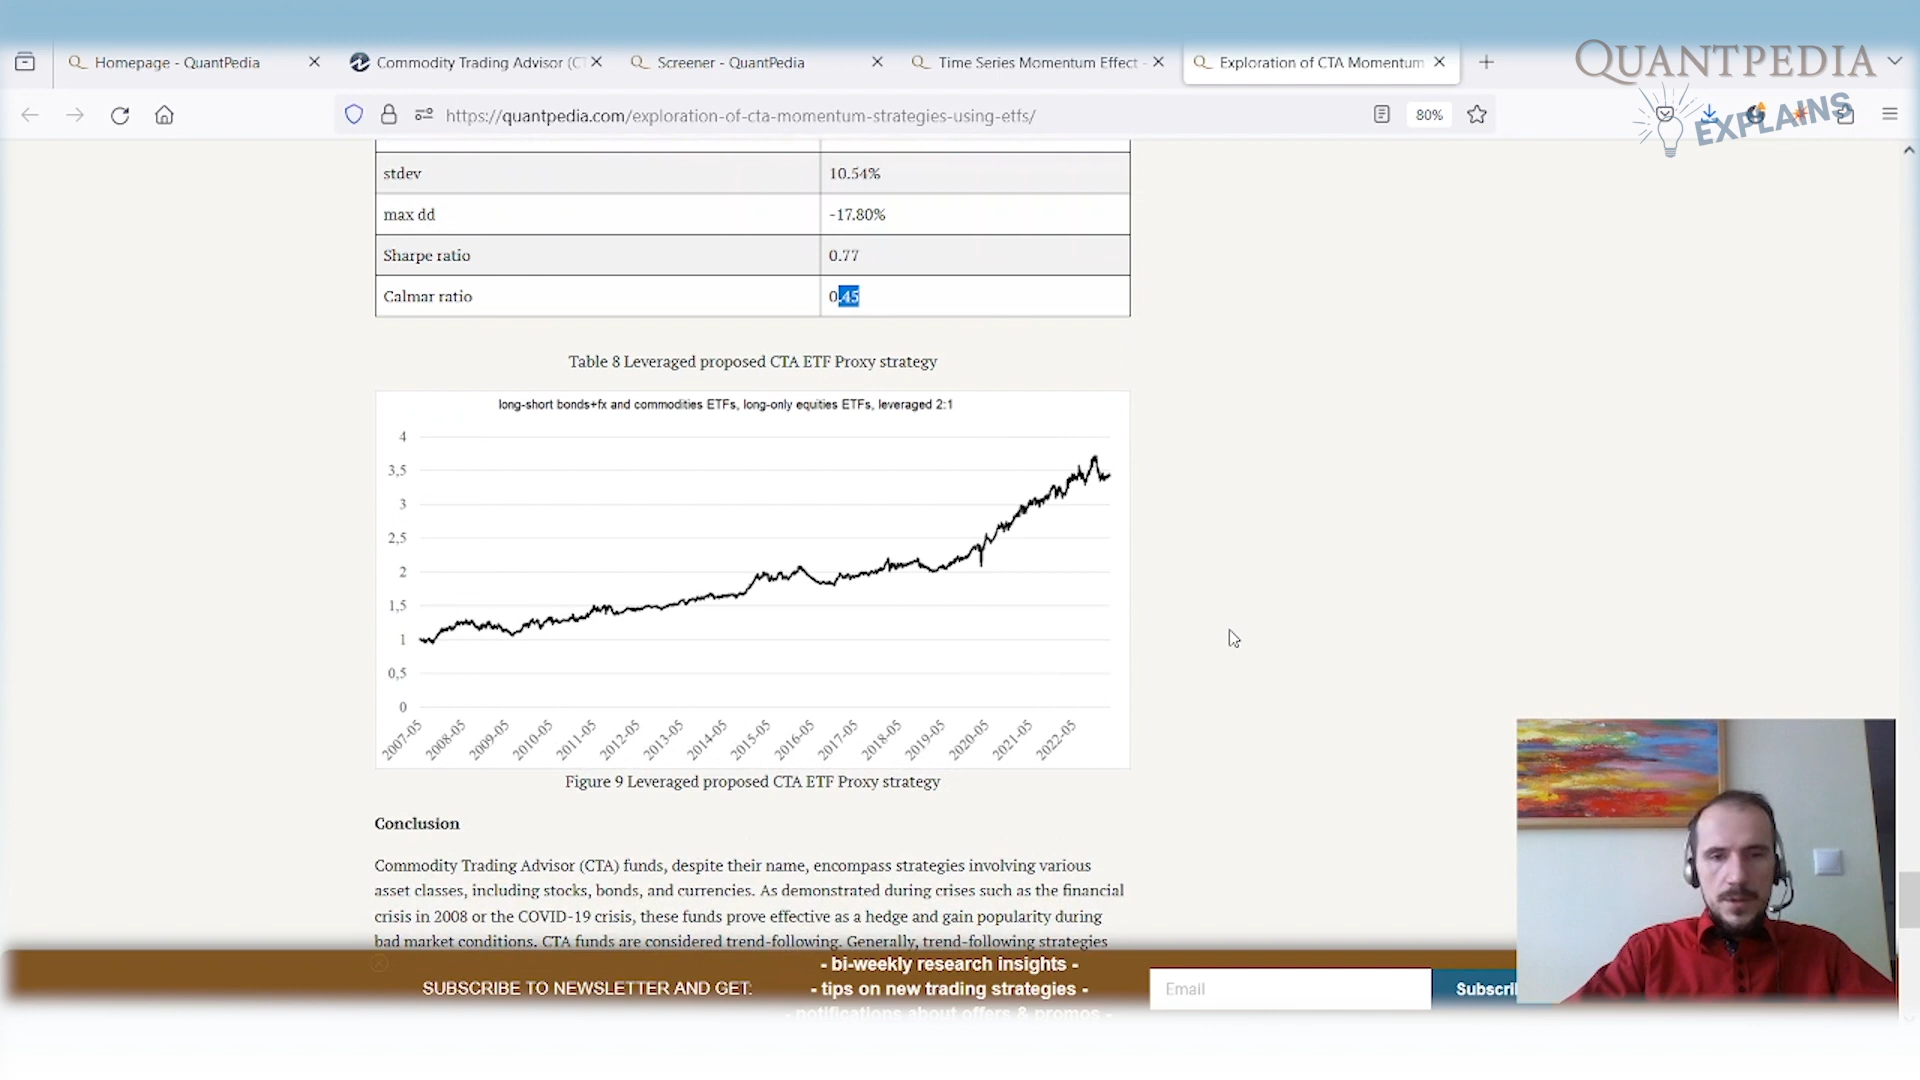 Homepage - QuantPedia
Commodity Trading Advisor (CT
Screener - QuantPedia
Time Series Momentum Effect -
Exploration of CTA Momentum
QUANTPEDIA
EXPLAINS
https://quantpedia.com/exploration-of-cta-momentum-strategies-using-etfs/
80%
stdev 10.54%
max dd -17.80%
Sharpe ratio 0.77
Calmar ratio 0.45
Table 8 Leveraged proposed CTA ETF Proxy strategy
long-short bonds+fx and commodities ETFs, long-only equities ETFs, leveraged 2:1
4
3,5
3
2,5
2
1,5
1
0,5
0
2007-05 2008-05 2009-05 2010-05 2011-05 2012-05 2013-05 2014-05 2015-05 2016-05 2017-05 2018-05 2019-05 2020-05 2021-05 2022-05
Figure 9 Leveraged proposed CTA ETF Proxy strategy
Conclusion
Commodity Trading Advisor (CTA) funds, despite their name, encompass strategies involving various
asset classes, including stocks, bonds, and currencies. As demonstrated during crises such as the financial
crisis in 2008 or the COVID-19 crisis, these funds prove effective as a hedge and gain popularity during
bad market conditions. CTA funds are considered trend-following. Generally, trend-following strategies
SUBSCRIBE TO NEWSLETTER AND GET:
- bi-weekly research insights -
- tips on new trading strategies -
- notifications about offers & promos -
Email
Subscri